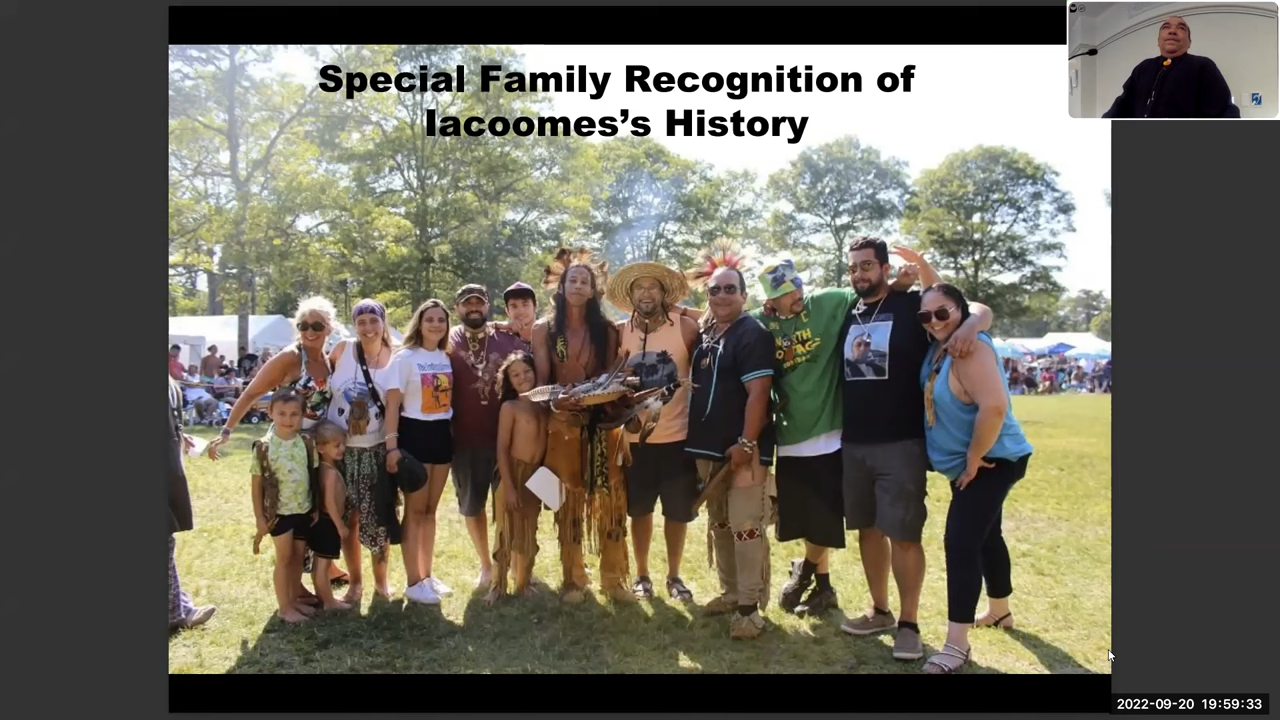 Special Family Recognition of
Iacoomes’s History
2022-09-20 19:59:33